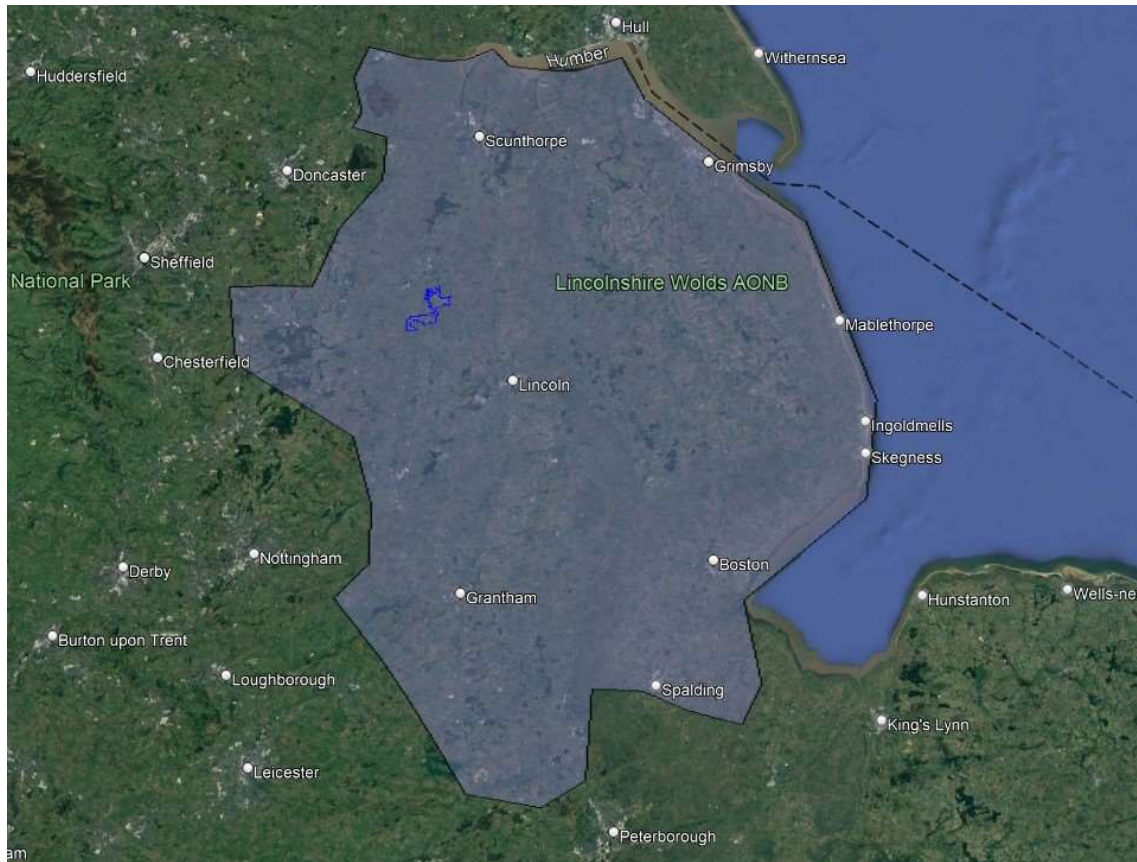 Hull
Humber
Withernsea
Huddersfield
Scunthorpe
Grimsby
Doncaster
Sheffield
National Park
Lincolnshire Wolds AONB
Mablethorpe
Chesterfield
Lincoln
Ingoldmells
Skegness
Nottingham
Boston
Derby
Grantham
Hunstanton
Wells-ne
Burton upon Trent
Loughborough
Spalding
King's Lynn
Leicester
Peterborough
am